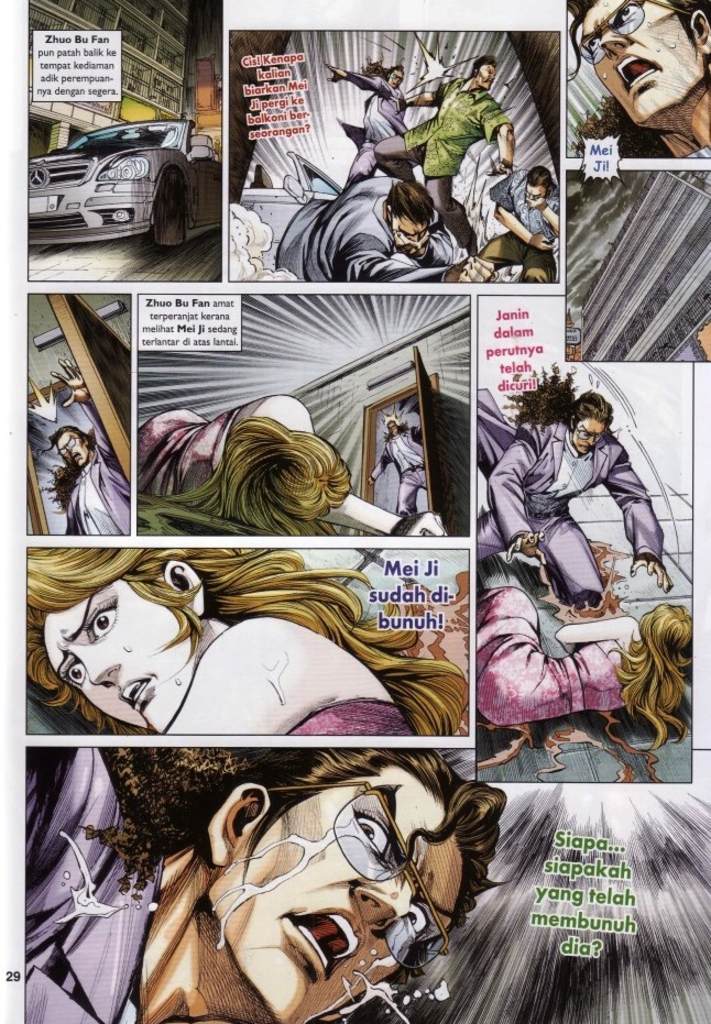 Zhuo Bu Fan
pun patah balik ke
tempat kediaman
adik perempuan-
nya dengan segera.
Cis! Kenapa
kalian
biarkan Mei
Ji pergi ke
balkoni ber-
seorangan?
Mei
Ji!
Zhuo Bu Fan amat
terperanjat kerana
melihat Mei Ji sedang
terlantar di atas lantai.
Janin
dalam
perutnya
telah
dicuri!
Mei Ji
sudah di-
bunuh!
Siapa...
siapakah
yang telah
membunuh
dia?
29